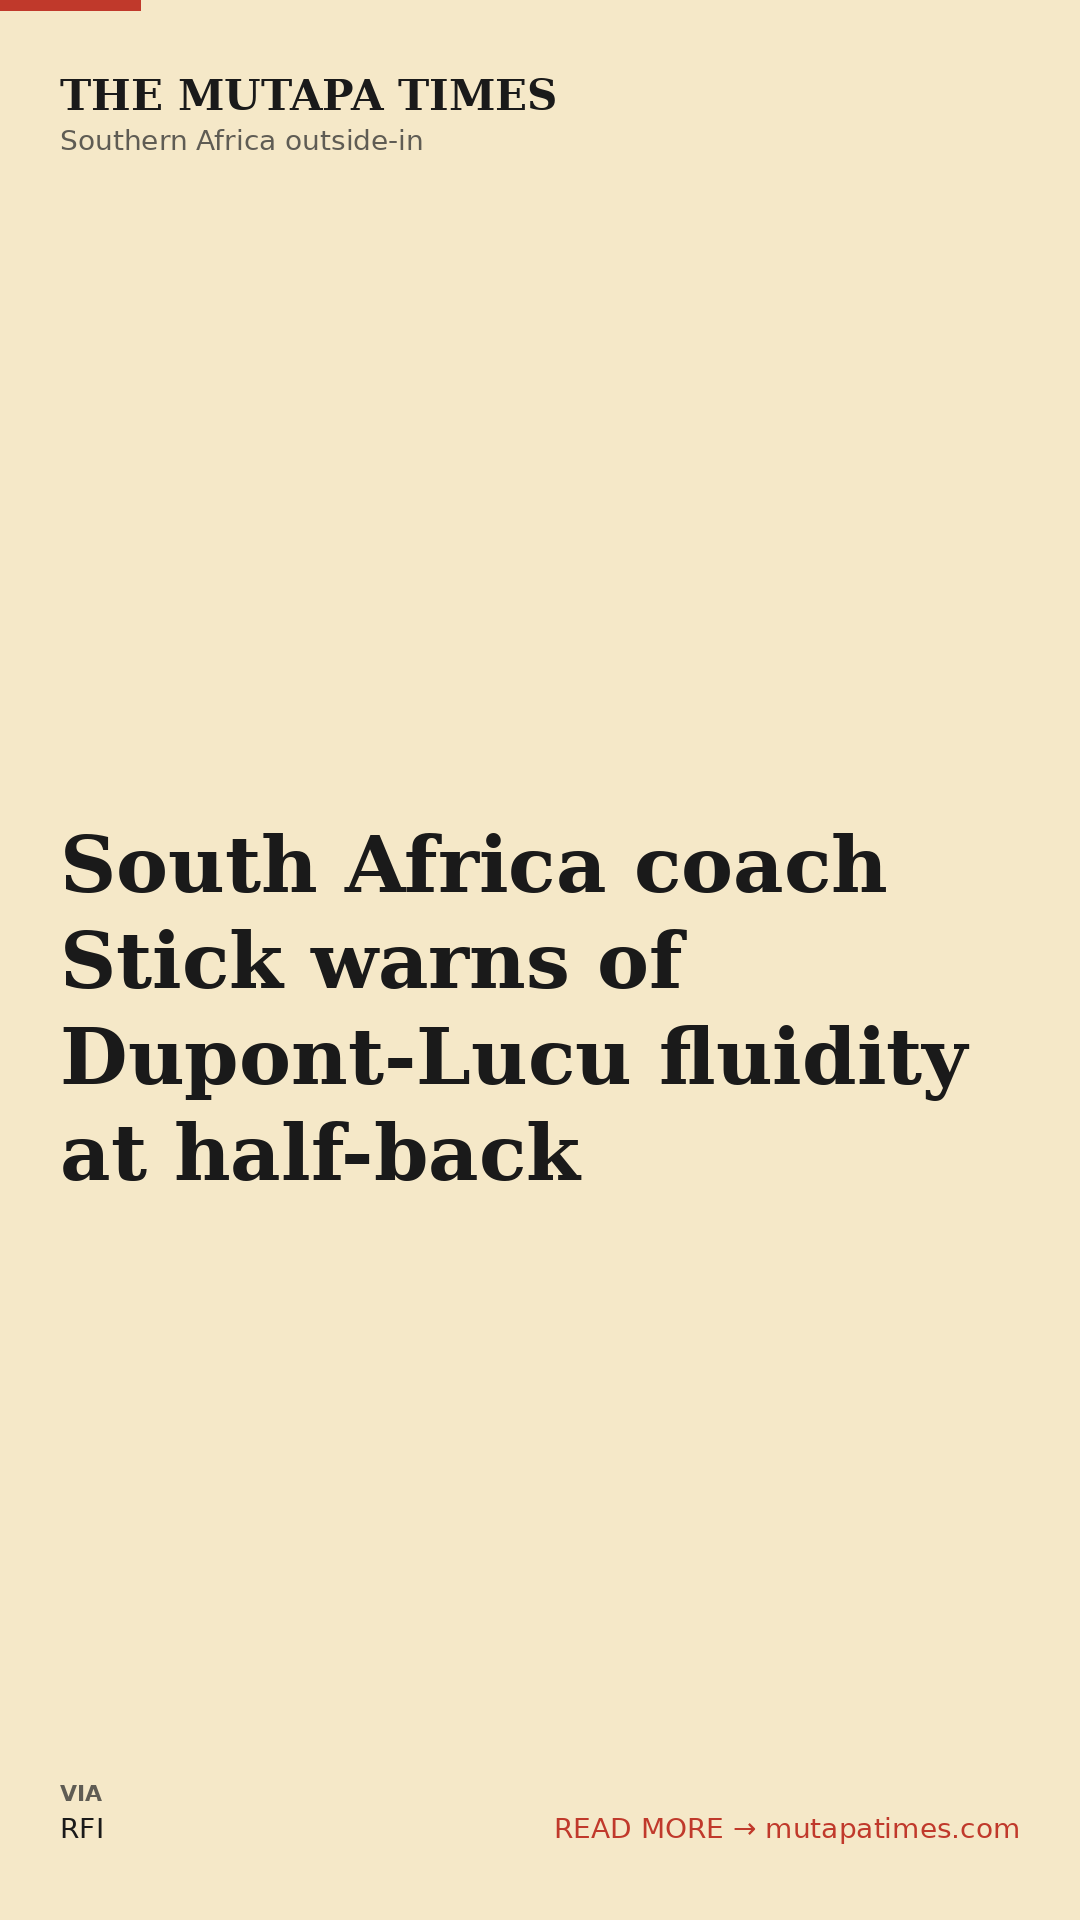 THE MUTAPA TIMES
Southern Africa outside-in
South Africa coach
Stick warns of
Dupont-Lucu fluidity
at half-back
VIA
RFI
READ MORE → mutapatimes.com